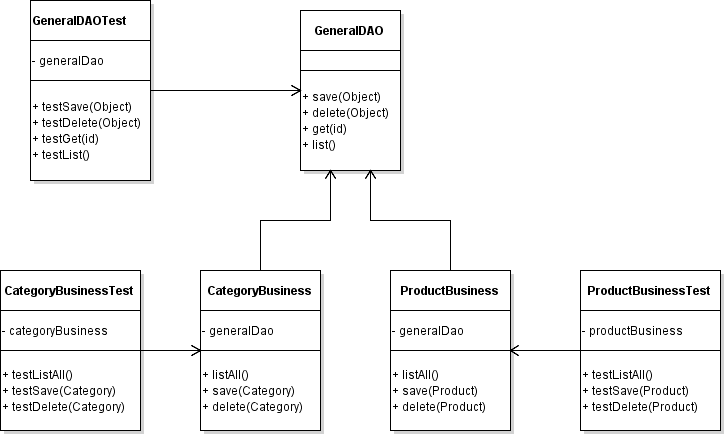 GeneralDAOTest
- generalDao
+ testSave(Object)
+ testDelete(Object)
+ testGet(id)
+ testList()
GeneralDAO
+ save(Object)
+ delete(Object)
+ get(id)
+ list()
CategoryBusinessTest
- categoryBusiness
+ testListAll()
+ testSave(Category)
+ testDelete(Category)
CategoryBusiness
- generalDao
+ listAll()
+ save(Category)
+ delete(Category)
ProductBusiness
- generalDao
+ listAll()
+ save(Product)
+ delete(Product)
ProductBusinessTest
- productBusiness
+ testListAll()
+ testSave(Product)
+ testDelete(Product)